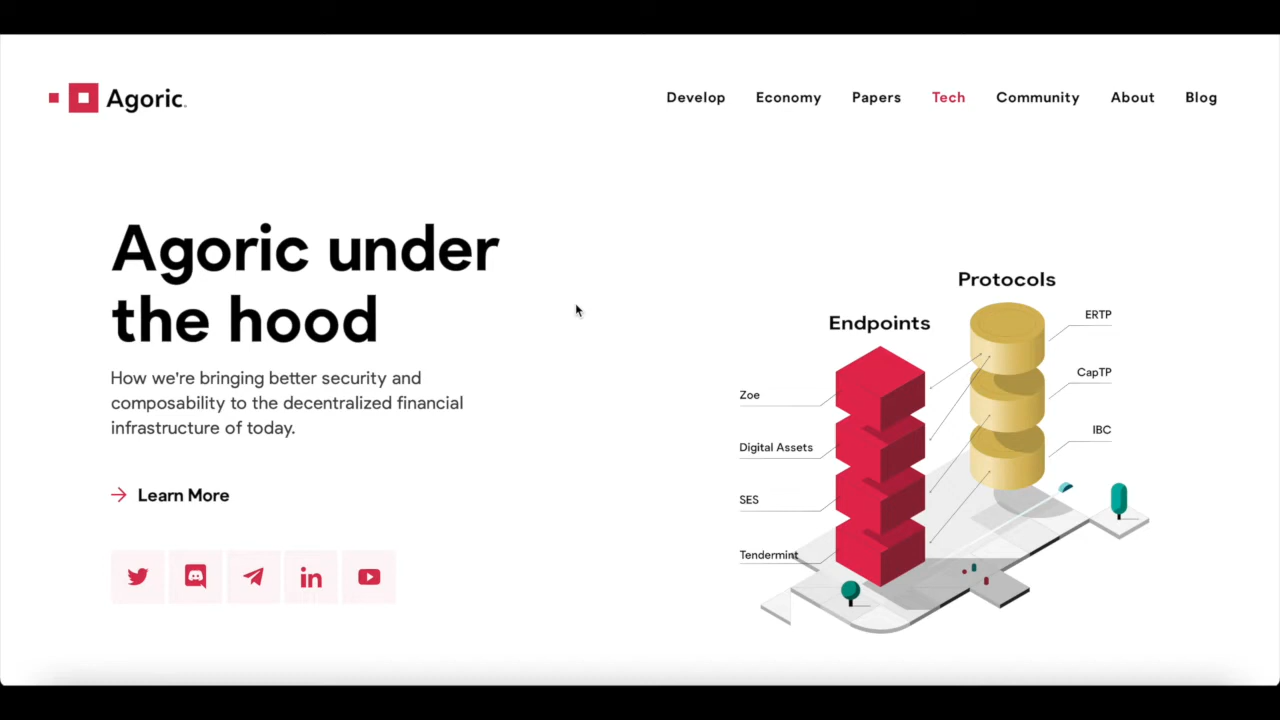 Agoric.
Develop Economy Papers Tech Community About Blog
Agoric under
the hood
How we're bringing better security and
composability to the decentralized financial
infrastructure of today.
Learn More
in
Protocols
Endpoints
ERTP
CapTP
IBC
Zoe
Digital Assets
SES
Tendermint